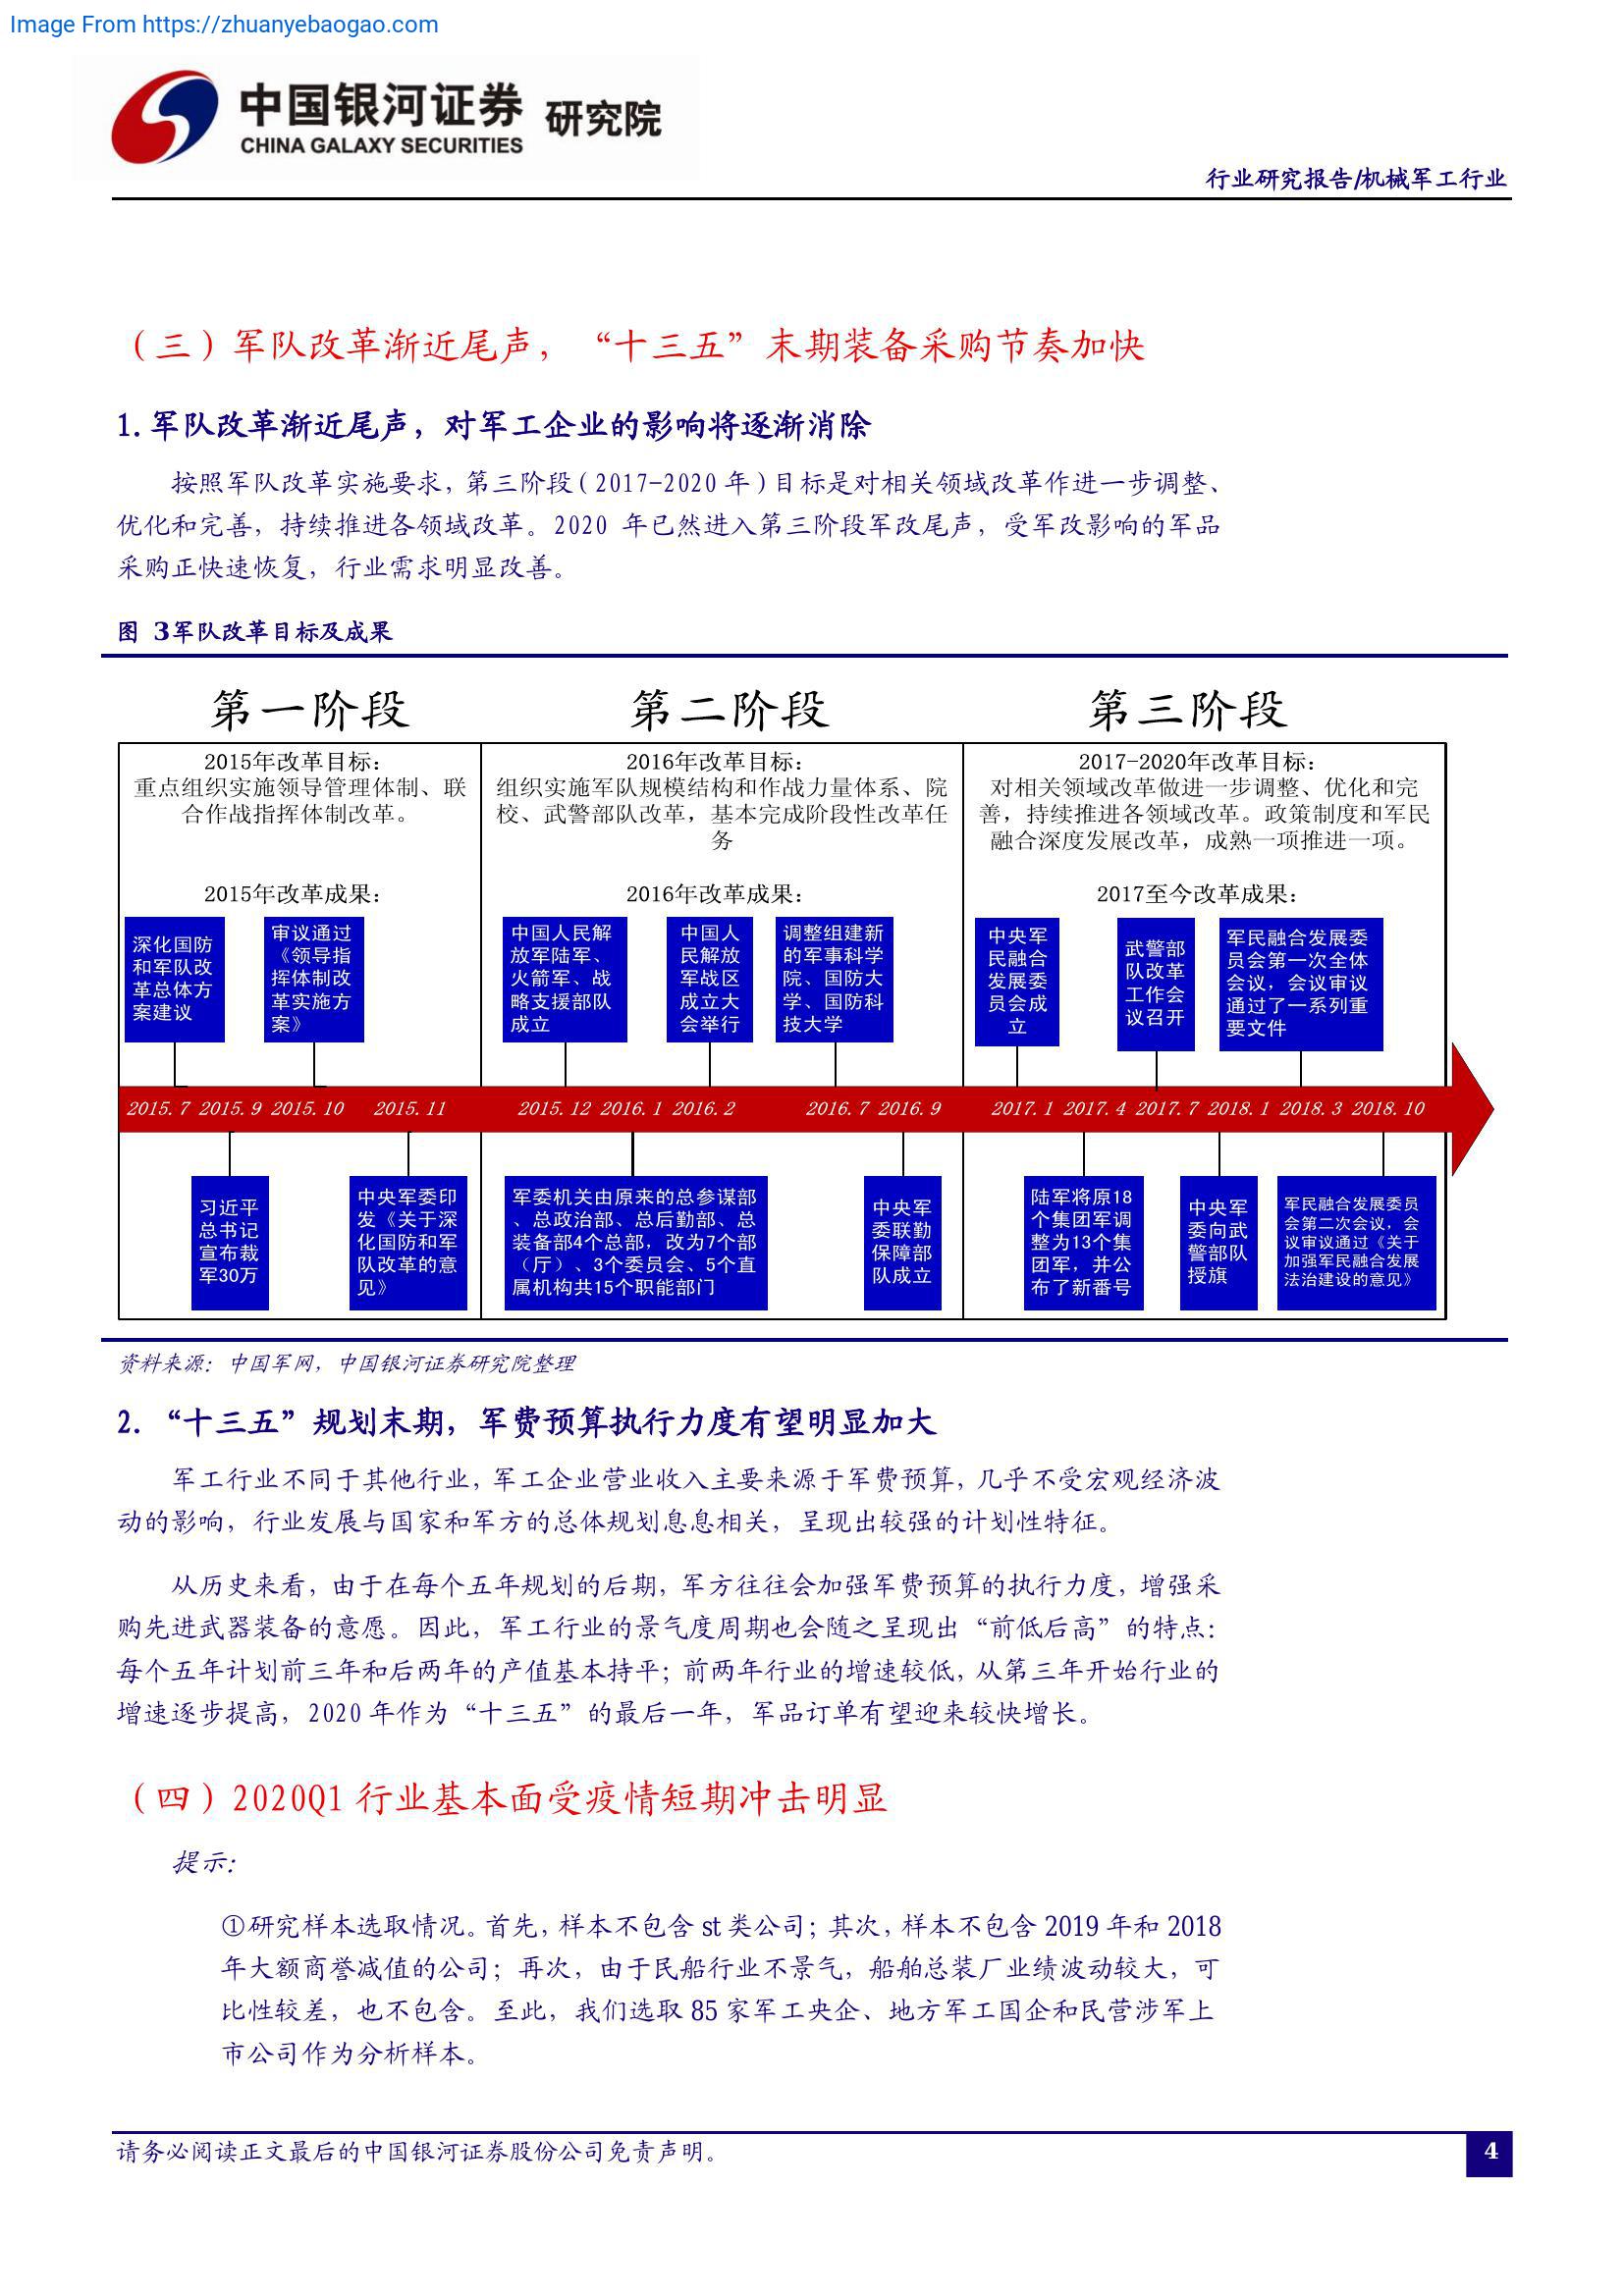 Image From https://zhuanyebaogao.com
中国银河证券 研究院
CHINA GALAXY SECURITIES
行业研究报告/机械军工行业
（三）军队改革渐近尾声，“十三五”末期装备采购节奏加快
1.军队改革渐近尾声，对军工企业的影响将逐渐消除
按照军队改革实施要求，第三阶段（2017-2020 年）目标是对相关领域改革作进一步调整、
优化和完善，持续推进各领域改革。2020 年已然进入第三阶段军改尾声，受军改影响的军品
采购正快速恢复，行业需求明显改善。
图 3军队改革目标及成果
第一阶段
2015年改革目标：
重点组织实施领导管理体制、联
合作战指挥体制改革。
2015年改革成果：
第二阶段
2016年改革目标：
组织实施军队规模结构和作战力量体系、院
校、武警部队改革，基本完成阶段性改革任
务
2016年改革成果：
第三阶段
2017-2020年改革目标：
对相关领域改革做进一步调整、优化和完
善，持续推进各领域改革。政策制度和军民
融合深度发展改革，成熟一项推进一项。
2017至今改革成果：
深化国防
和军队改
革总体方
案建议
审议通过
《领导指
挥体制改
革实施方
案》
中国人民解
放军陆军、
火箭军、战
略支援部队
成立
中国人
民解放
军战区
成立大
会举行
调整组建新
的军事科学
院、国防大
学、国防科
技大学
中央军
民融合
发展委
员会成
立
武警部
队改革
工作会
议召开
军民融合发展委
员会第一次全体
会议，会议审议
通过了一系列重
要文件
2015.7 2015.9 2015.10 2015.11 2015.12 2016.1 2016.2 2016.7 2016.9 2017.1 2017.4 2017.7 2018.1 2018.3 2018.10
习近平
总书记
宣布裁
军30万
中央军委印
发《关于深
化国防和军
队改革的意
见》
军委机关由原来的总参谋部
、总政治部、总后勤部、总
装备部4个总部，改为7个部
（厅）、3个委员会、5个直
属机构共15个职能部门
中央军
委联勤
保障部
队成立
陆军将原18
个集团军调
整为13个集
团军，并公
布了新番号
中央军
委向武
警部队
授旗
军民融合发展委员
会第二次会议，会
议审议通过《关于
加强军民融合发展
法治建设的意见》
资料来源：中国军网，中国银河证券研究院整理
2.“十三五”规划末期，军费预算执行力度有望明显加大
军工行业不同于其他行业，军工企业营业收入主要来源于军费预算，几乎不受宏观经济波
动的影响，行业发展与国家和军方的总体规划息息相关，呈现出较强的计划性特征。
从历史来看，由于在每个五年规划的后期，军方往往会加强军费预算的执行力度，增强采
购先进武器装备的意愿。因此，军工行业的景气度周期也会随之呈现出“前低后高”的特点：
每个五年计划前三年和后两年的产值基本持平；前两年行业的增速较低，从第三年开始行业的
增速逐步提高，2020 年作为“十三五”的最后一年，军品订单有望迎来较快增长。
（四）2020Q1 行业基本面受疫情短期冲击明显
提示：
①研究样本选取情况。首先，样本不包含 st 类公司；其次，样本不包含 2019 年和 2018
年大额商誉减值的公司；再次，由于民船行业不景气，船舶总装厂业绩波动较大，可
比性较差，也不包含。至此，我们选取 85 家军工央企、地方军工国企和民营涉军上
市公司作为分析样本。
请务必阅读正文最后的中国银河证券股份公司免责声明。
4